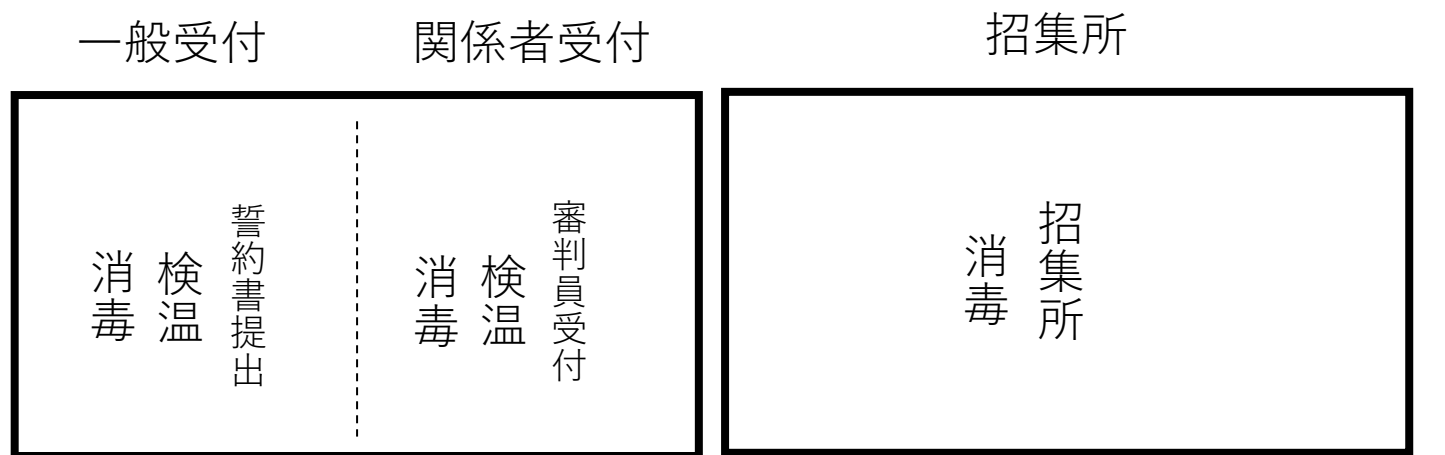 一般受付
関係者受付
招集所
誓約書提出
検温
消毒
審判員受付
検温
消毒
招集所
消毒